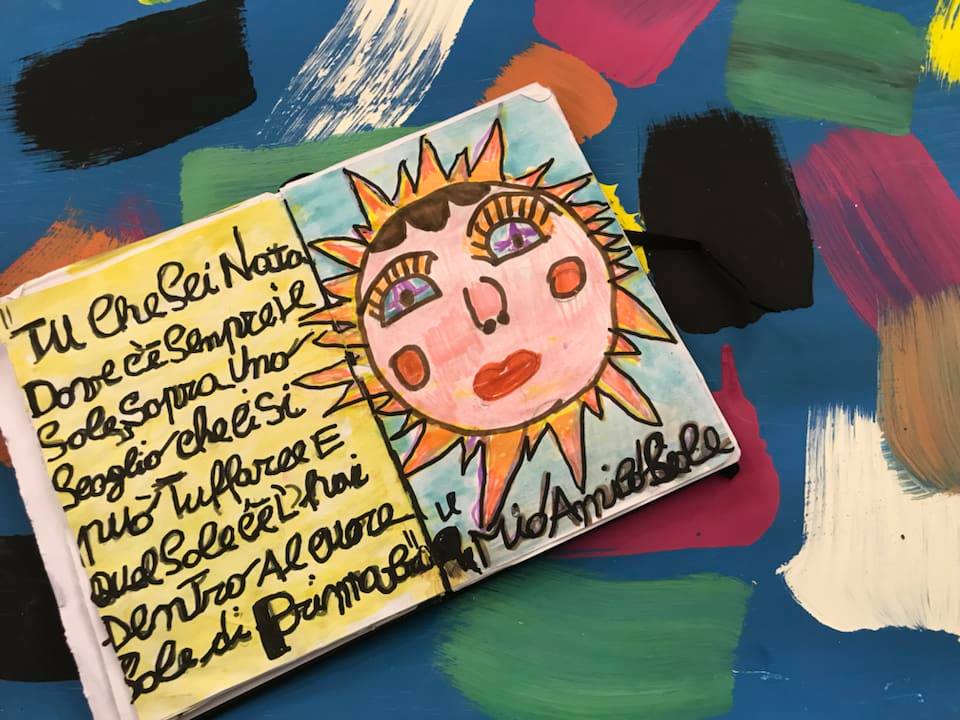 "Tu Che Sei Nata
Dove c'è Sempre il
Sole, Sopra Uno
Scoglio che ci Si
può Tuffare E
quel Sole c'è L'hai
Dentro Al cuore
Sole di Primavera"
"Mio Amico Sole